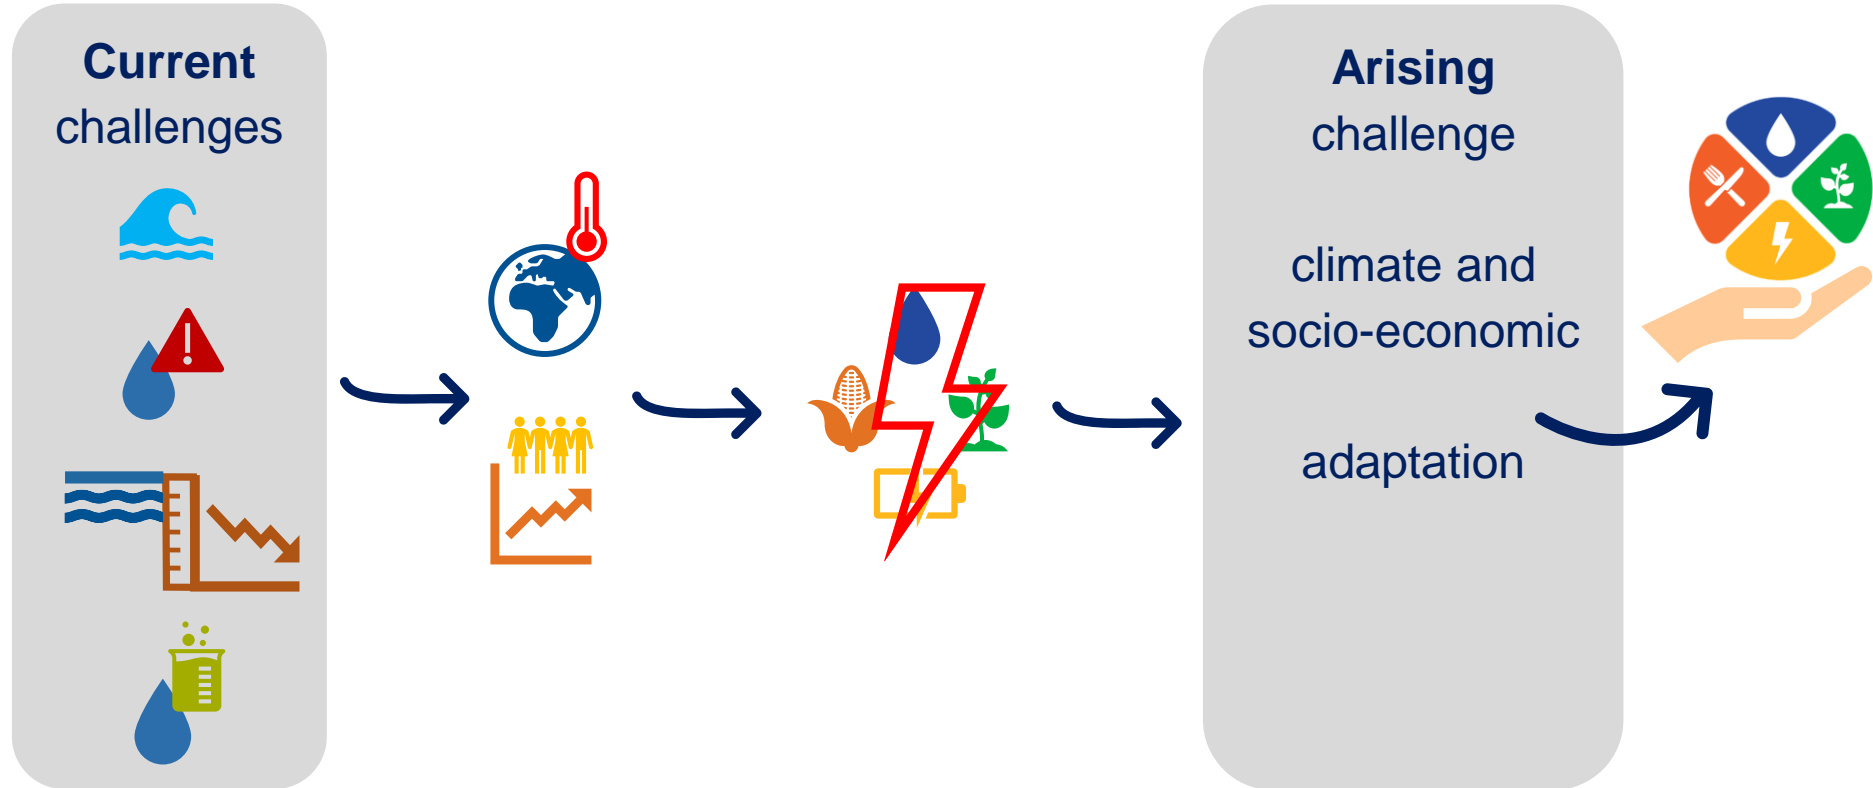 Current
challenges
Arising
challenge
climate and
socio-economic
adaptation